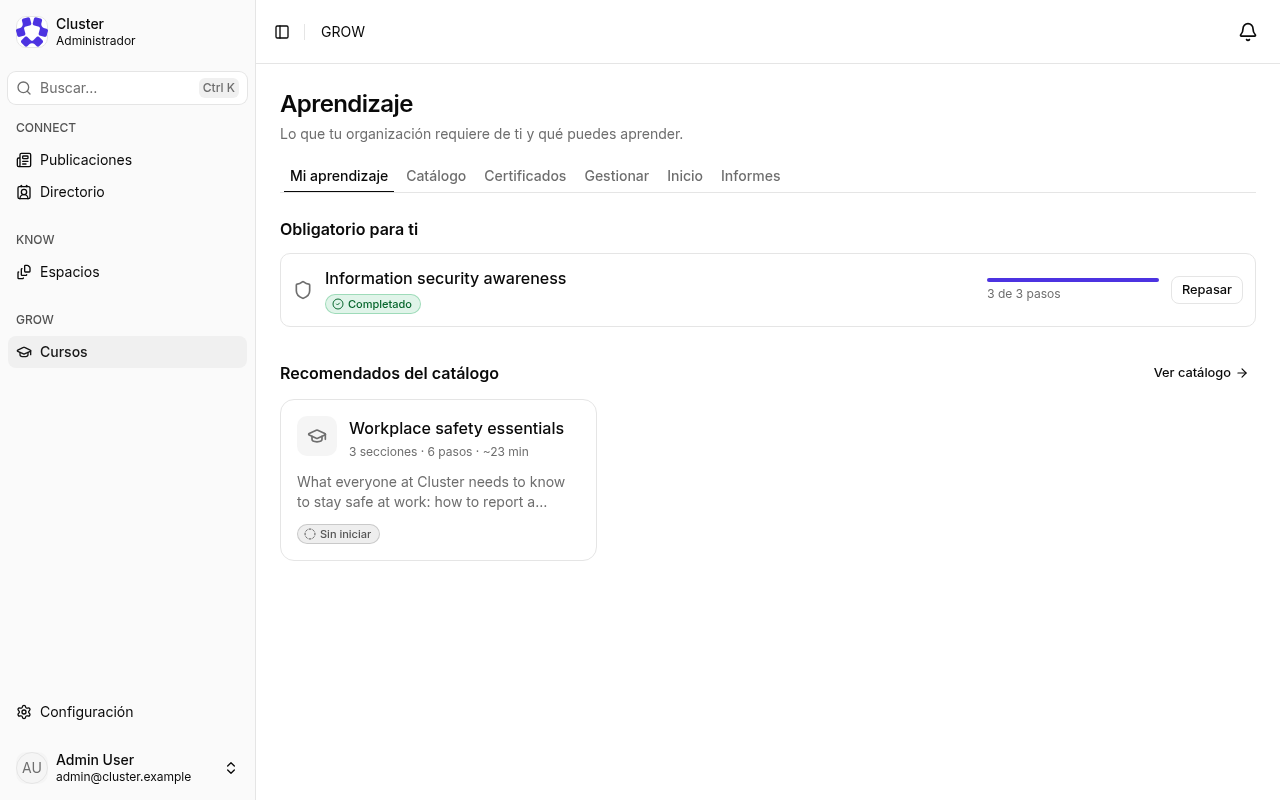 Cluster
Administrador
Buscar...
Ctrl K
CONNECT
Publicaciones
Directorio
KNOW
Espacios
GROW
Cursos
Configuración
AU
Admin User
admin@cluster.example
GROW
Aprendizaje
Lo que tu organización requiere de ti y qué puedes aprender.
Mi aprendizaje
Catálogo
Certificados
Gestionar
Inicio
Informes
Obligatorio para ti
Information security awareness
Completado
3 de 3 pasos
Repasar
Recomendados del catálogo
Ver catálogo
Workplace safety essentials
3 secciones · 6 pasos · ~23 min
What everyone at Cluster needs to know
to stay safe at work: how to report a...
Sin iniciar